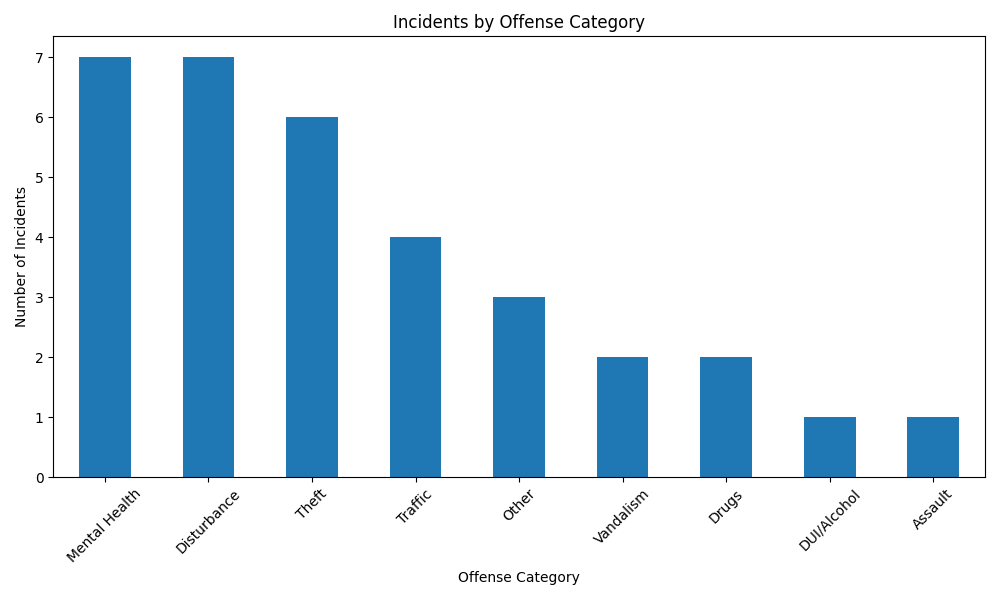 Incidents by Offense Category
Number of Incidents
7
6
5
4
3
2
1
0
Mental Health
Disturbance
Theft
Traffic
Other
Vandalism
Drugs
DUI/Alcohol
Assault
Offense Category